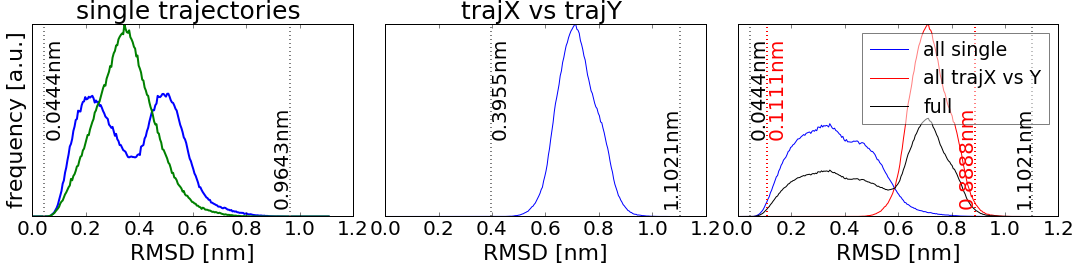 single trajectories
frequency [a.u.]
0.0444nm
0.9643nm
0.0 0.2 0.4 0.6 0.8 1.0 1.2
RMSD [nm]
trajX vs trajY
0.3955nm
1.1021nm
0.0 0.2 0.4 0.6 0.8 1.0 1.2
RMSD [nm]
all single
all trajX vs Y
full
0.0444nm
0.1111nm
0.8888nm
1.1021nm
0.0 0.2 0.4 0.6 0.8 1.0 1.2
RMSD [nm]